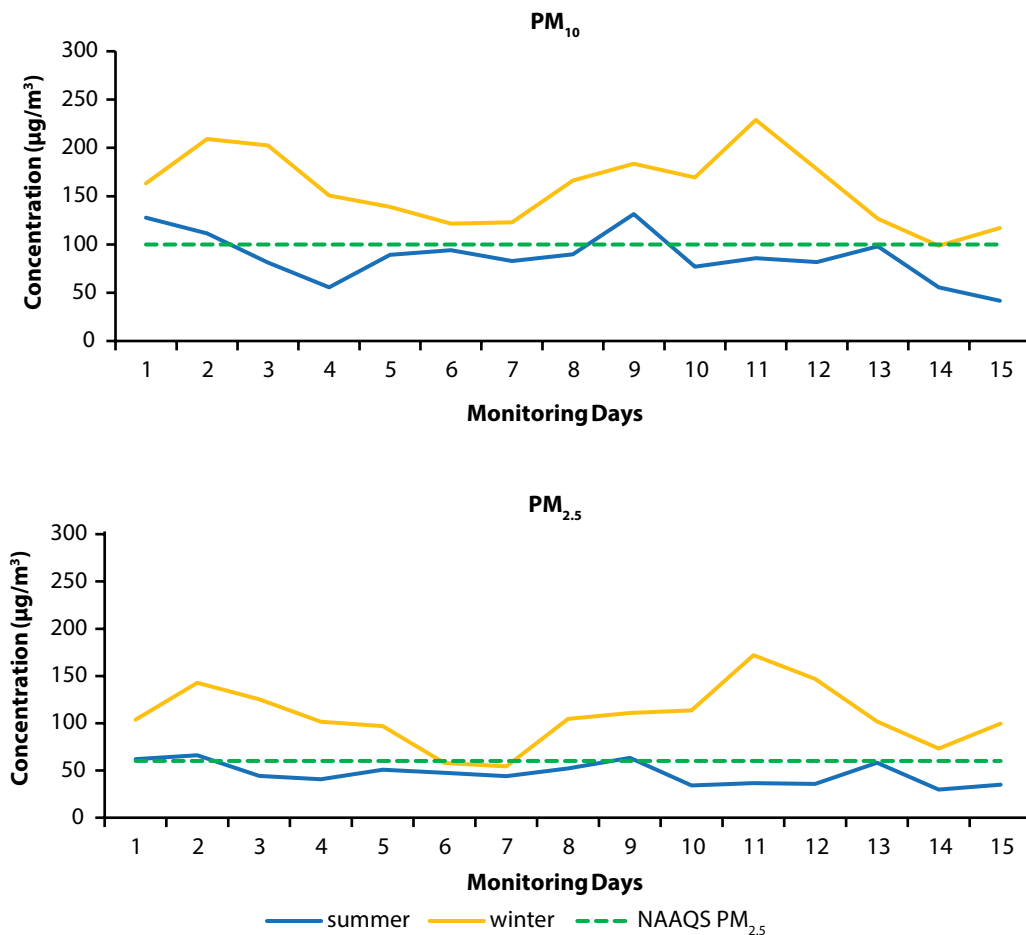 PM₁₀
Concentration (µg/m³)
300
250
200
150
100
50
0
1 2 3 4 5 6 7 8 9 10 11 12 13 14 15
Monitoring Days
PM₂.₅
Concentration (µg/m³)
300
250
200
150
100
50
0
1 2 3 4 5 6 7 8 9 10 11 12 13 14 15
Monitoring Days
summer winter NAAQS PM₂.₅